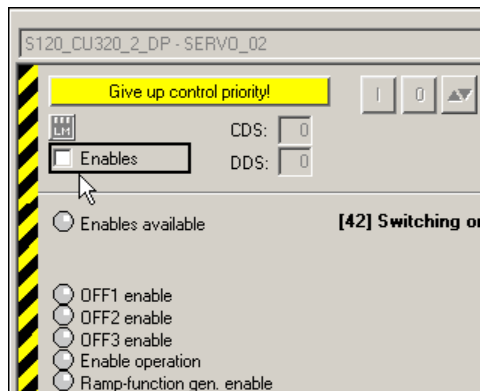 S120_CU320_2_DP - SERVO_02
Give up control priority!
I 0
LM
CDS: 0
Enables
DDS: 0
Enables available
[42] Switching
OFF1 enable
OFF2 enable
OFF3 enable
Enable operation
Ramp-function gen. enable